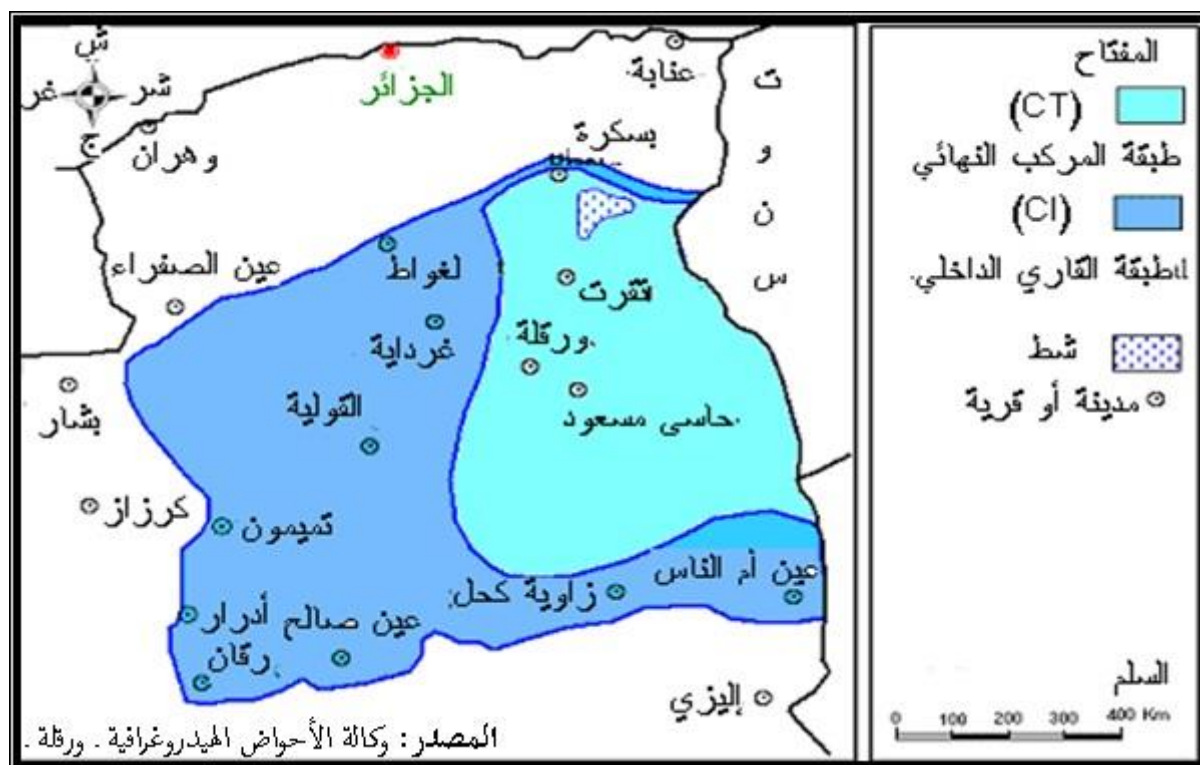 ش
شر
غر
ج
الجزائر
عنابة
وهران
بسكرة
ت
و
ن
س
عين الصفراء
لغواط
تقرت
غرداية
ورقلة
القولية
حاسي مسعود
بشار
كرزاز
تميمون
عين أم الناس
زاوية كحل
أدرار
عين صالح
رقان
إليزي
المصدر : وكالة الأحواض الهيدروغرافية . ورقلة .
المفتاح
(CT)
طبقة المركب النهائي
(CI)
طبقة القاري الداخلي.
شط
مدينة أو قرية
السلم
0 100 200 300 400 Km